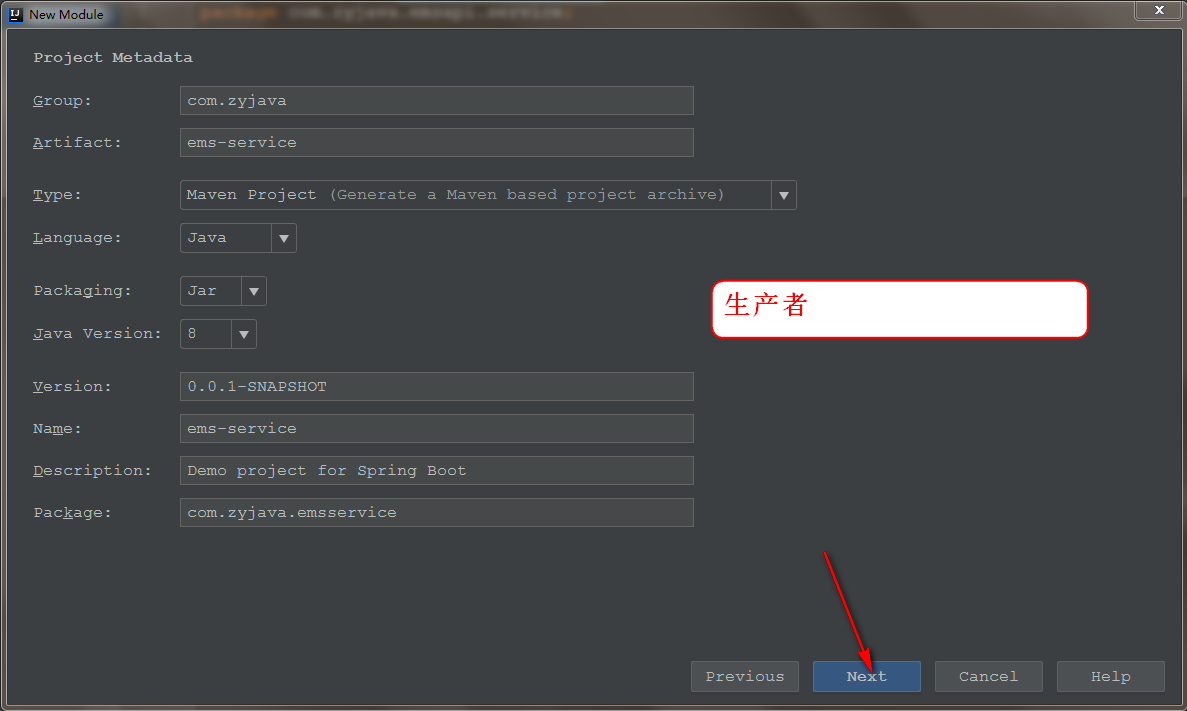 New Module
package com.zyjava.emsapi.service;
Project Metadata
Group: com.zyjava
Artifact: ems-service
Type: Maven Project (Generate a Maven based project archive)
Language: Java
Packaging: Jar
生产者
Java Version: 8
Version: 0.0.1-SNAPSHOT
Name: ems-service
Description: Demo project for Spring Boot
Package: com.zyjava.emsservice
Previous Next Cancel Help